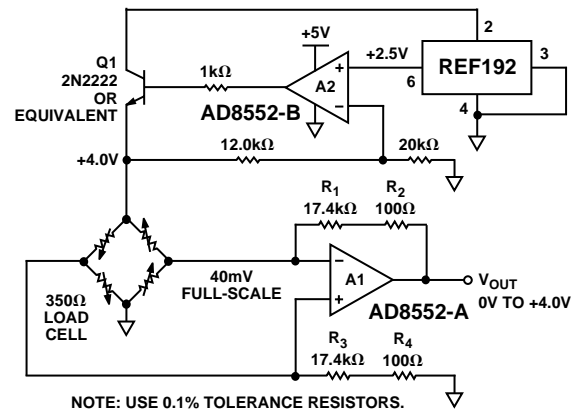 +5V
Q1
2N2222
OR
EQUIVALENT
1kΩ
A2
+
–
AD8552-B
+2.5V
2
6
REF192
3
4
+4.0V
12.0kΩ
20kΩ
R1
17.4kΩ
R2
100Ω
350Ω
LOAD
CELL
40mV
FULL-SCALE
–
A1
+
AD8552-A
VOUT
0V TO +4.0V
R3
17.4kΩ
R4
100Ω
NOTE: USE 0.1% TOLERANCE RESISTORS.